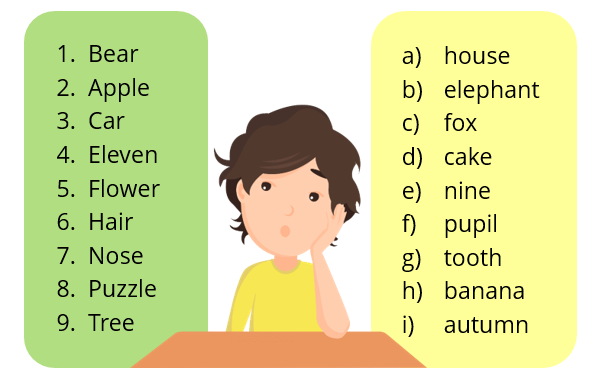 1. Bear
2. Apple
3. Car
4. Eleven
5. Flower
6. Hair
7. Nose
8. Puzzle
9. Tree
a) house
b) elephant
c) fox
d) cake
e) nine
f) pupil
g) tooth
h) banana
i) autumn